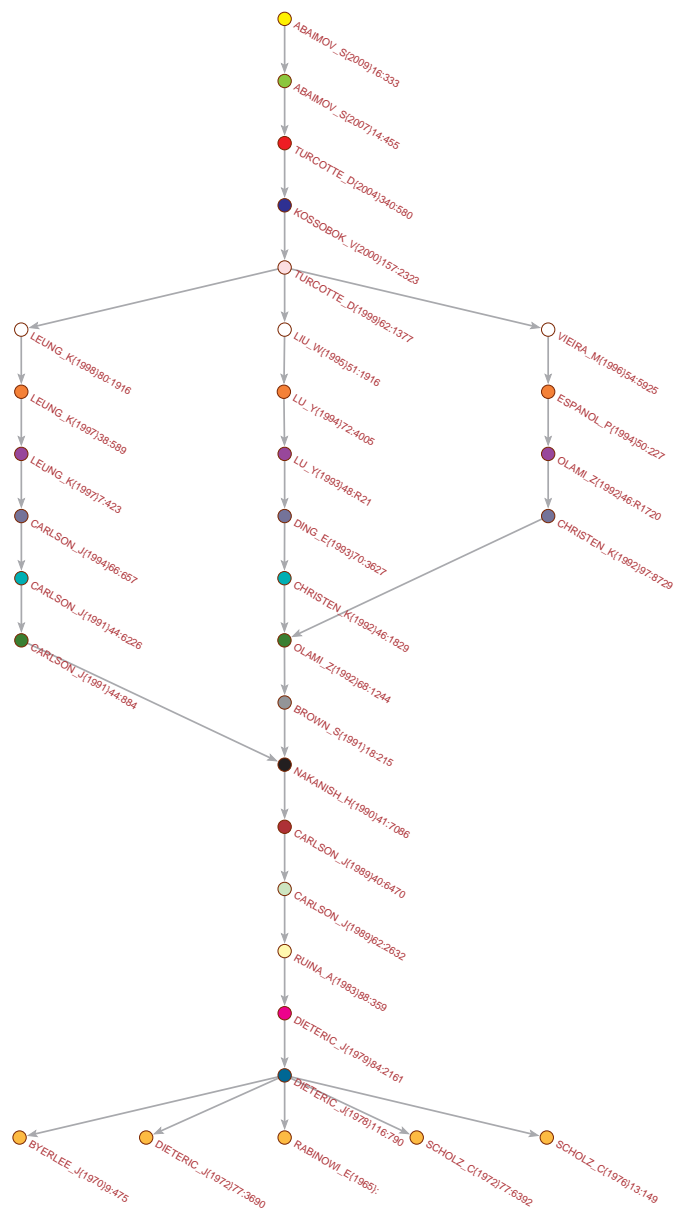 ABAIMOV_S(2009)16:333
ABAIMOV_S(2007)14:455
TURCOTTE_D(2004)340:580
KOSSOBOK_V(2000)157:2323
TURCOTTE_D(1999)62:1377
LEUNG_K(1998)80:1916
LIU_W(1995)51:1916
VIEIRA_M(1996)54:5925
LEUNG_K(1997)38:589
LU_Y(1994)72:4005
ESPANOL_P(1994)50:227
LEUNG_K(1997)7:423
LU_Y(1993)48:R21
OLAMI_Z(1992)46:R1720
CARLSON_J(1994)66:657
DING_E(1993)70:3627
CHRISTEN_K(1992)97:8729
CARLSON_J(1991)44:6226
CHRISTEN_K(1992)46:1829
CARLSON_J(1991)44:884
OLAMI_Z(1992)68:1244
BROWN_S(1991)18:215
NAKANISH_H(1990)41:7086
CARLSON_J(1989)40:6470
CARLSON_J(1989)62:2632
RUINA_A(1983)88:359
DIETERIC_J(1979)84:2161
DIETERIC_J(1978)116:790
BYERLEE_J(1970)9:475
DIETERIC_J(1972)77:3690
RABINOWI_E(1965):
SCHOLZ_C(1972)77:6392
SCHOLZ_C(1976)13:149